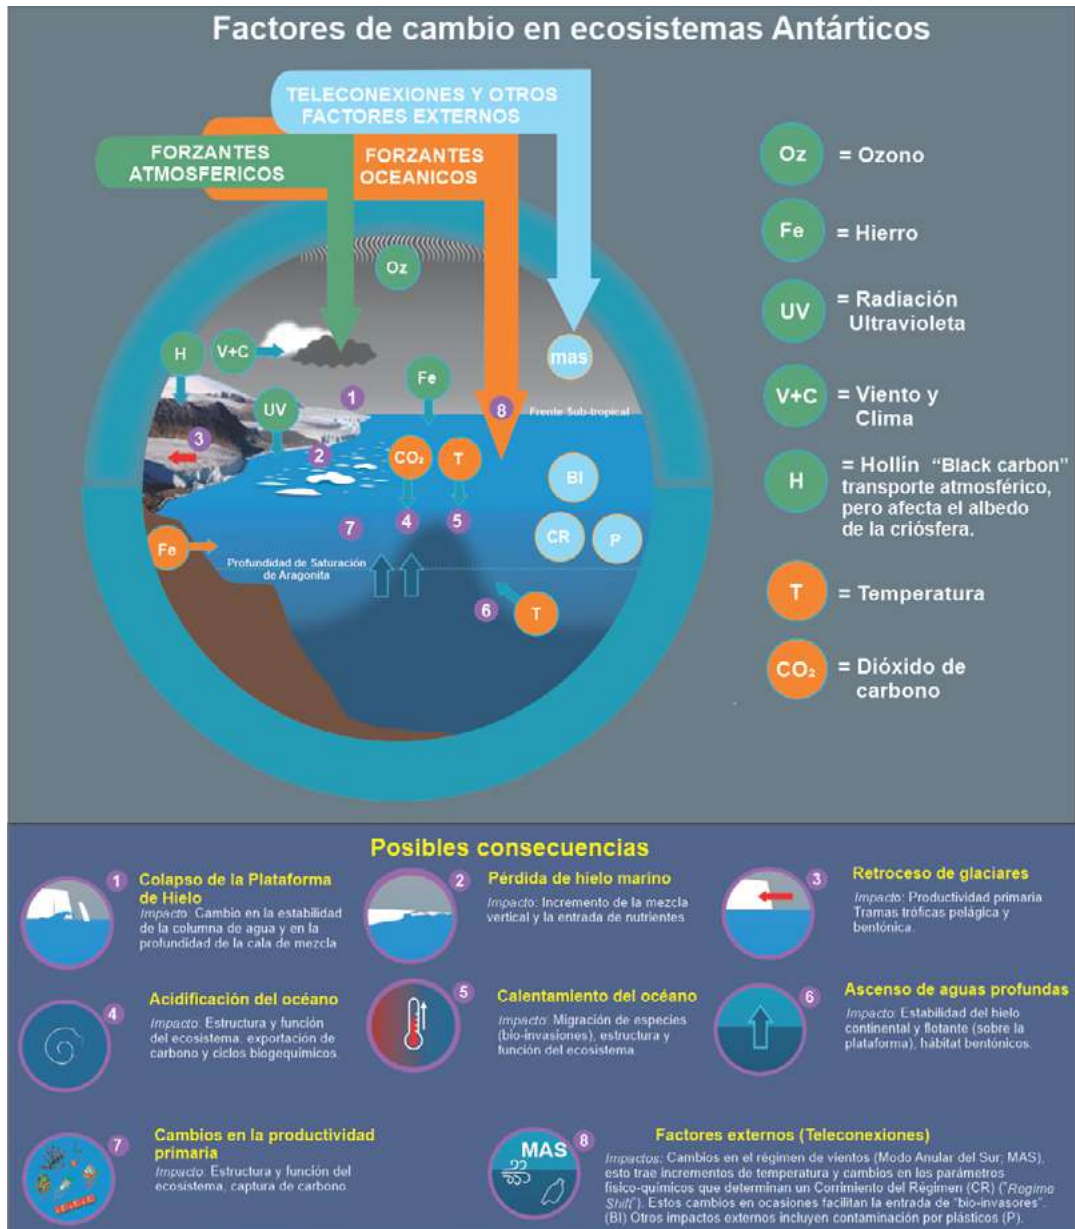 Factores de cambio en ecosistemas Antárticos
TELECONEXIONES Y OTROS
FACTORES EXTERNOS
FORZANTES
ATMOSFERICOS
FORZANTES
OCEANICOS
Oz
H
V+C
mas
Fe
UV
1
8
Frente Sub-tropical
3
2
CO₂
T
BI
7
4
5
CR
P
Fe
Profundidad de Saturación
de Aragonita
6
T
Oz = Ozono
Fe = Hierro
UV = Radiación
Ultravioleta
V+C = Viento y
Clima
H = Hollín “Black carbon”
transporte atmosférico,
pero afecta el albedo
de la criósfera.
T = Temperatura
CO₂ = Dióxido de
carbono
Posibles consecuencias
1
Colapso de la Plataforma
de Hielo
Impacto: Cambio en la estabilidad
de la columna de agua y en la
profundidad de la cala de mezcla
2
Pérdida de hielo marino
Impacto: Incremento de la mezcla
vertical y la entrada de nutrientes
3
Retroceso de glaciares
Impacto: Productividad primaria
Tramas tróficas pelágica y
bentónica.
4
Acidificación del océano
Impacto: Estructura y función
del ecosistema, exportación de
carbono y ciclos biogequímicos
5
Calentamiento del océano
Impacto: Migración de especies
(bio-invasiones), estructura y
función del ecosistema
6
Ascenso de aguas profundas
Impacto: Estabilidad del hielo
continental y flotante (sobre la
plataforma), hábitat bentónicos.
7
Cambios en la productividad
primaria
Impacto: Estructura y función del
ecosistema, captura de carbono.
MAS
8
Factores externos (Teleconexiones)
Impactos: Cambios en el régimen de vientos (Modo Anular del Sur; MAS),
esto trae incrementos de temperatura y cambios en los parámetros
físico-químicos que determinan un Corrimiento del Régimen (CR) ("Regime
Shift"). Estos cambios en ocasiones facilitan la entrada de "bio-invasores".
(BI) Otros impactos externos incluyen contaminación por plásticos (P)